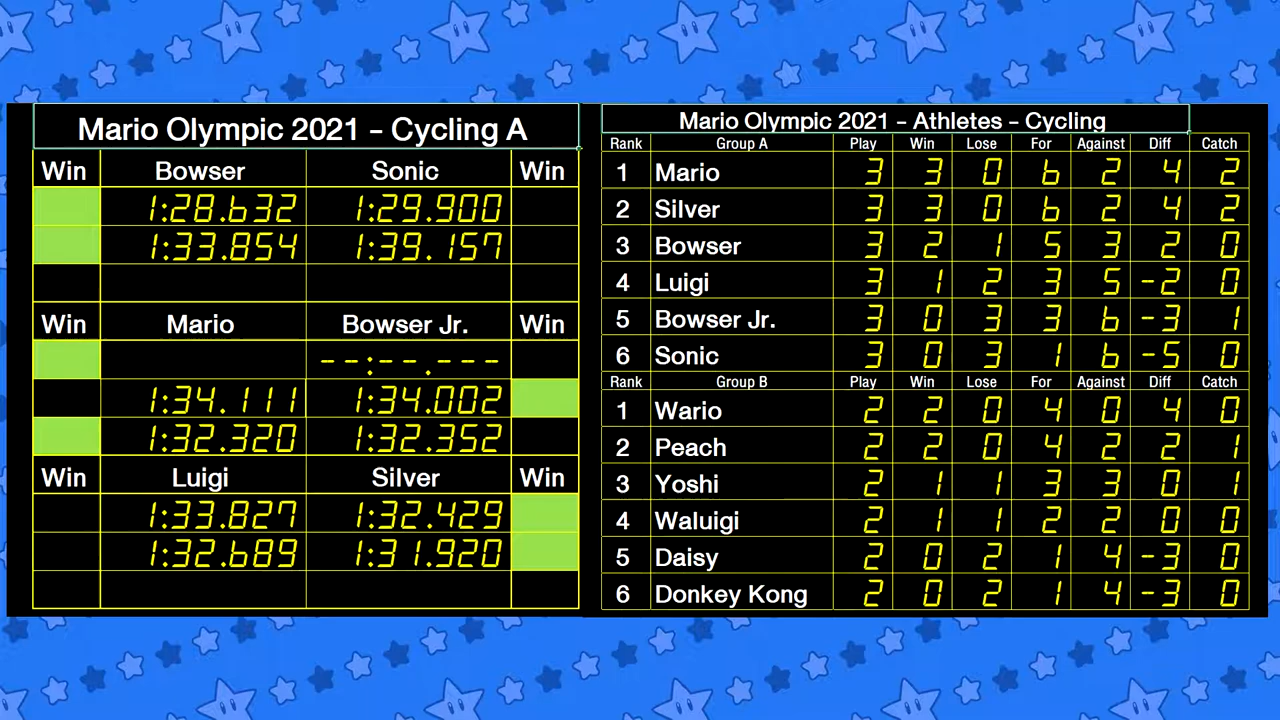 Mario Olympic 2021 - Cycling A
Win Bowser Sonic Win
1:28.632 1:29.900
1:33.854 1:39.157
Win Mario Bowser Jr. Win
--:--.---
1:34.111 1:34.002
1:32.320 1:32.352
Win Luigi Silver Win
1:33.827 1:32.429
1:32.689 1:31.920
Mario Olympic 2021 - Athletes - Cycling
Rank Group A Play Win Lose For Against Diff Catch
1 Mario 3 3 0 6 2 4 2
2 Silver 3 3 0 6 2 4 2
3 Bowser 3 2 1 5 3 2 0
4 Luigi 3 1 2 3 5 -2 0
5 Bowser Jr. 3 0 3 3 6 -3 1
6 Sonic 3 0 3 1 6 -5 0
Rank Group B Play Win Lose For Against Diff Catch
1 Wario 2 2 0 4 0 4 0
2 Peach 2 2 0 4 2 2 1
3 Yoshi 2 1 1 3 3 0 1
4 Waluigi 2 1 1 2 2 0 0
5 Daisy 2 0 2 1 4 -3 0
6 Donkey Kong 2 0 2 1 4 -3 0